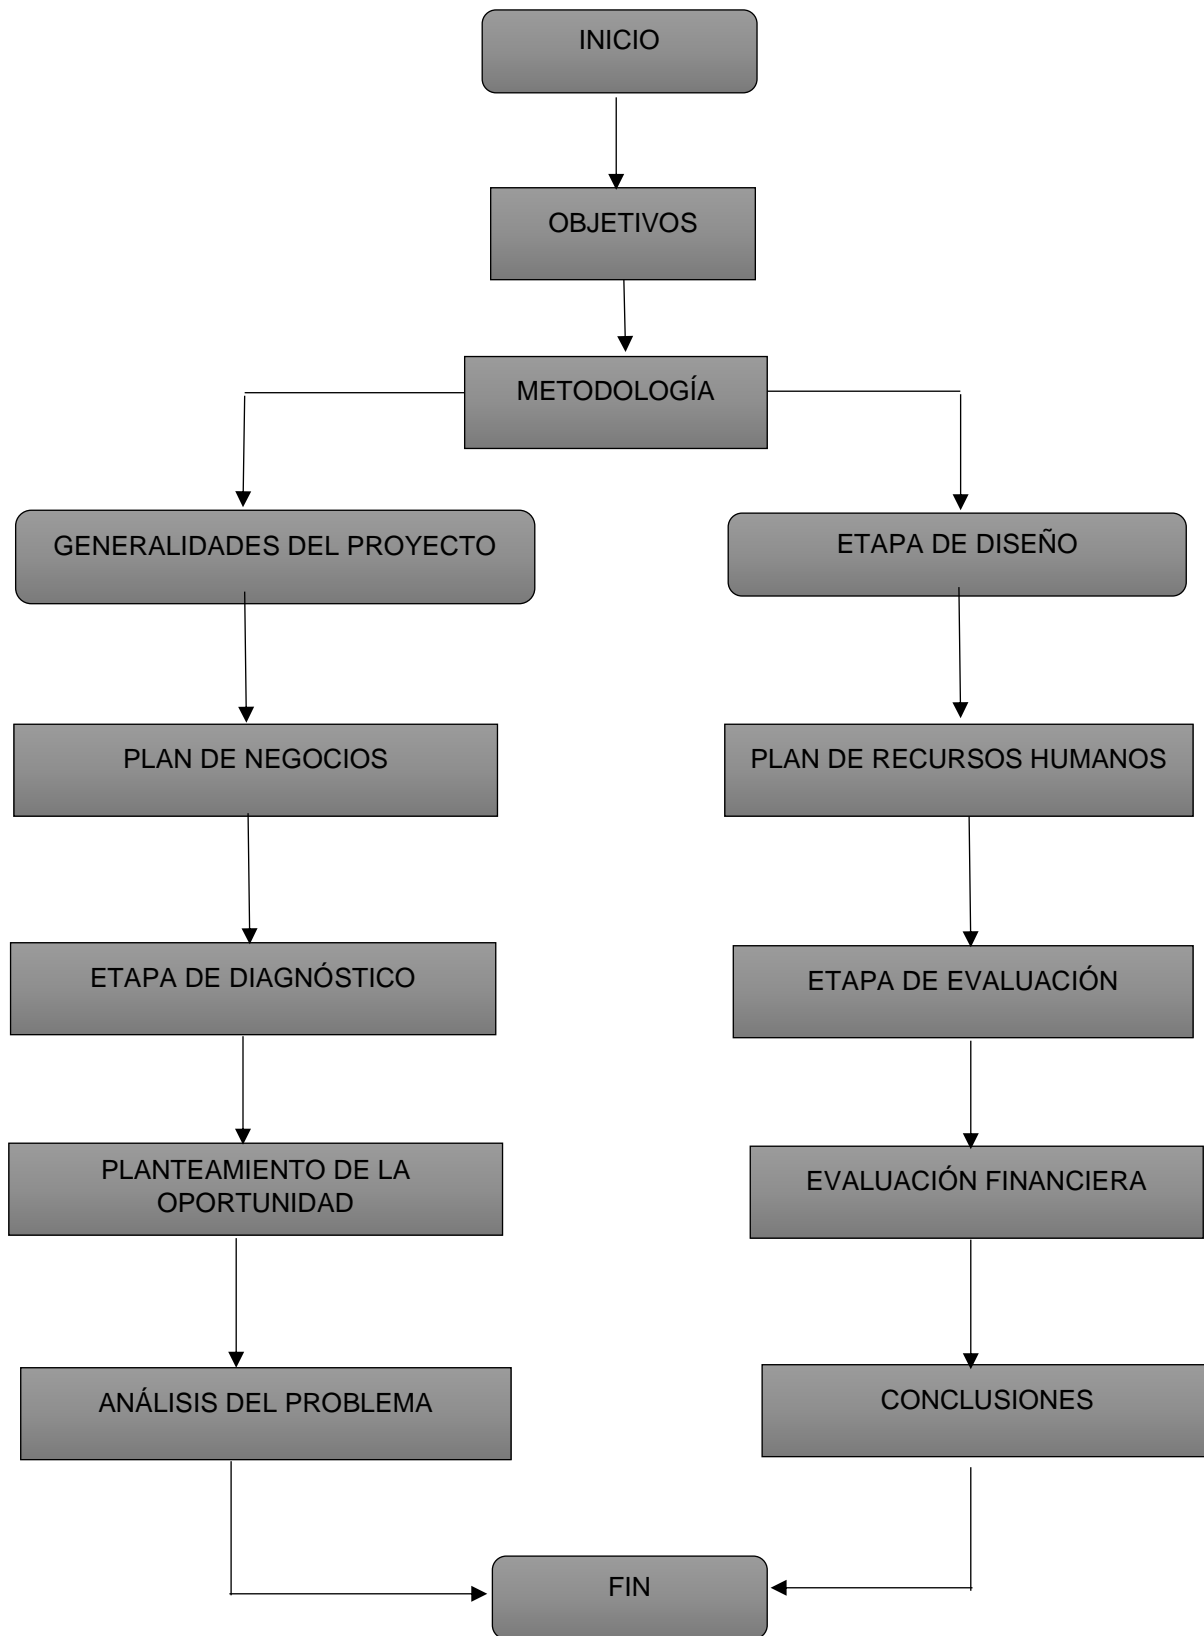 INICIO
OBJETIVOS
METODOLOGÍA
GENERALIDADES DEL PROYECTO
PLAN DE NEGOCIOS
ETAPA DE DIAGNÓSTICO
PLANTEAMIENTO DE LA
OPORTUNIDAD
ANÁLISIS DEL PROBLEMA
ETAPA DE DISEÑO
PLAN DE RECURSOS HUMANOS
ETAPA DE EVALUACIÓN
EVALUACIÓN FINANCIERA
CONCLUSIONES
FIN